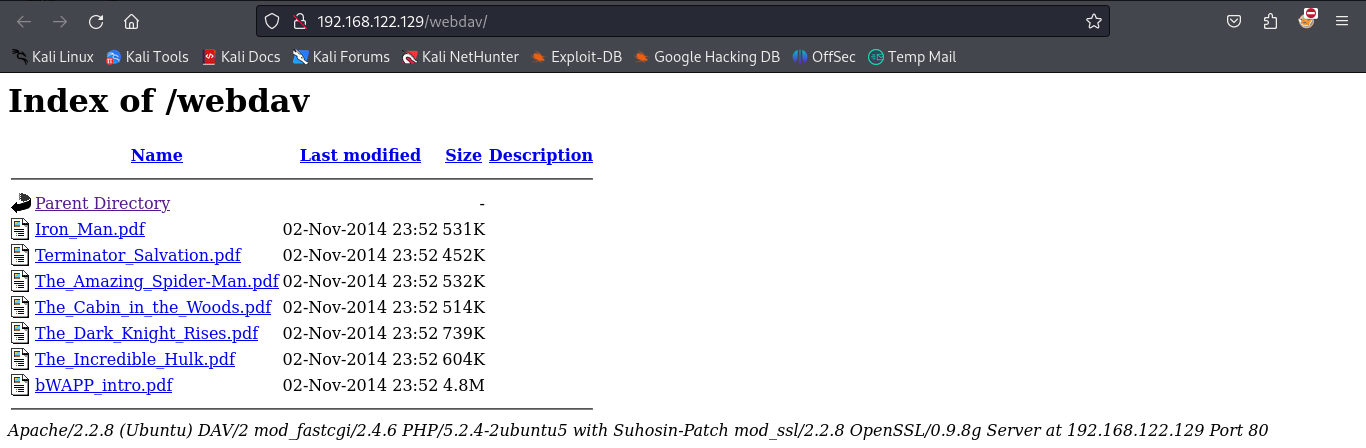 192.168.122.129/webdav/
Kali Linux Kali Tools Kali Docs Kali Forums Kali NetHunter Exploit-DB Google Hacking DB OffSec Temp Mail
Index of /webdav
Name Last modified Size Description
Parent Directory -
Iron_Man.pdf 02-Nov-2014 23:52 531K
Terminator_Salvation.pdf 02-Nov-2014 23:52 452K
The_Amazing_Spider-Man.pdf 02-Nov-2014 23:52 532K
The_Cabin_in_the_Woods.pdf 02-Nov-2014 23:52 514K
The_Dark_Knight_Rises.pdf 02-Nov-2014 23:52 739K
The_Incredible_Hulk.pdf 02-Nov-2014 23:52 604K
bWAPP_intro.pdf 02-Nov-2014 23:52 4.8M
Apache/2.2.8 (Ubuntu) DAV/2 mod_fastcgi/2.4.6 PHP/5.2.4-2ubuntu5 with Suhosin-Patch mod_ssl/2.2.8 OpenSSL/0.9.8g Server at 192.168.122.129 Port 80